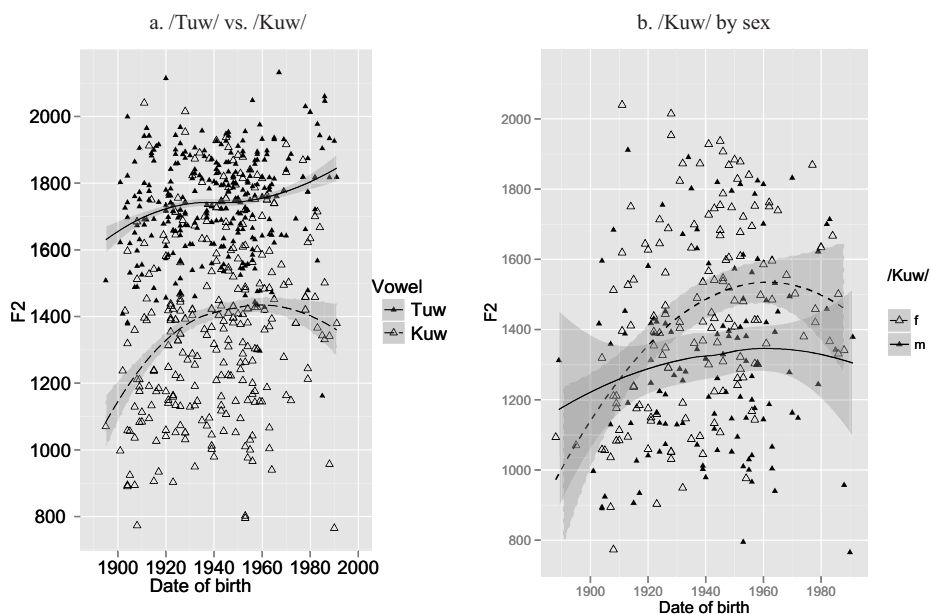 a. /Tuw/ vs. /Kuw/
2000
1800
1600
1400
1200
1000
800
F2
1900 1920 1940 1960 1980 2000
Date of birth
Vowel
Tuw
Kuw
b. /Kuw/ by sex
2000
1800
1600
1400
1200
1000
800
F2
1900 1920 1940 1960 1980
Date of birth
/Kuw/
f
m